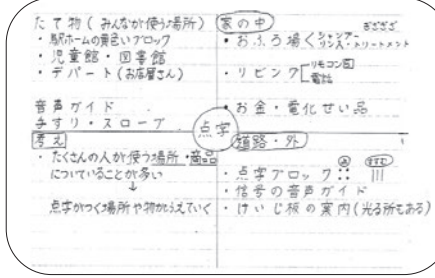 たて物（みんなが使う場所）
・駅ホームの黄色いブロック
・児童館・図書館
・デパート（お店屋さん）
音声ガイド
手すり・スロープ
家の中
・おふろ場くシャンプー
リンス・トリートメント
・リビング リモコン
電話
・お金・電化せい品
点字
考え
・たくさんの人が使う場所・商品
についていることが多い
↓
点字がつく場所や物がふえていく
道路・外
・点字ブロック
・信号の音声ガイド
・けいじ板の案内（光る所もある）